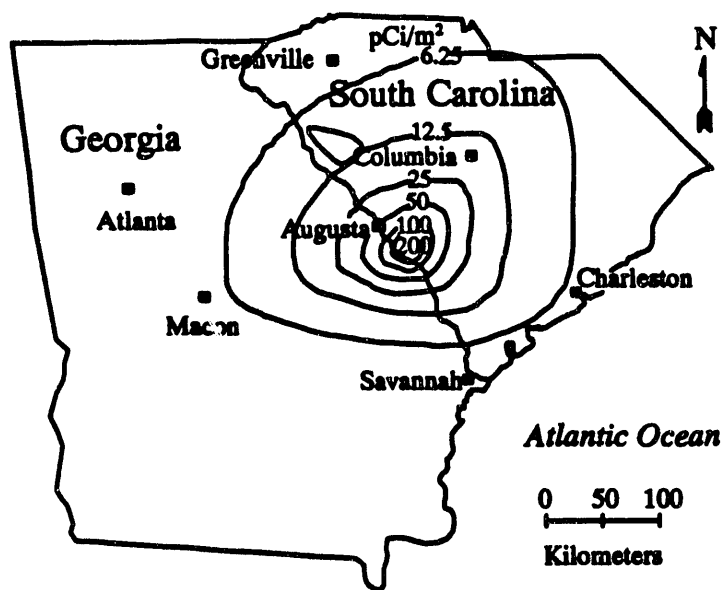 pCi/m²
N
6.25
Greenville
South Carolina
Georgia
12.5
Columbia
25
Atlanta
50
Augusta
100
200
Charleston
Macon
Savannah
Atlantic Ocean
0 50 100
Kilometers